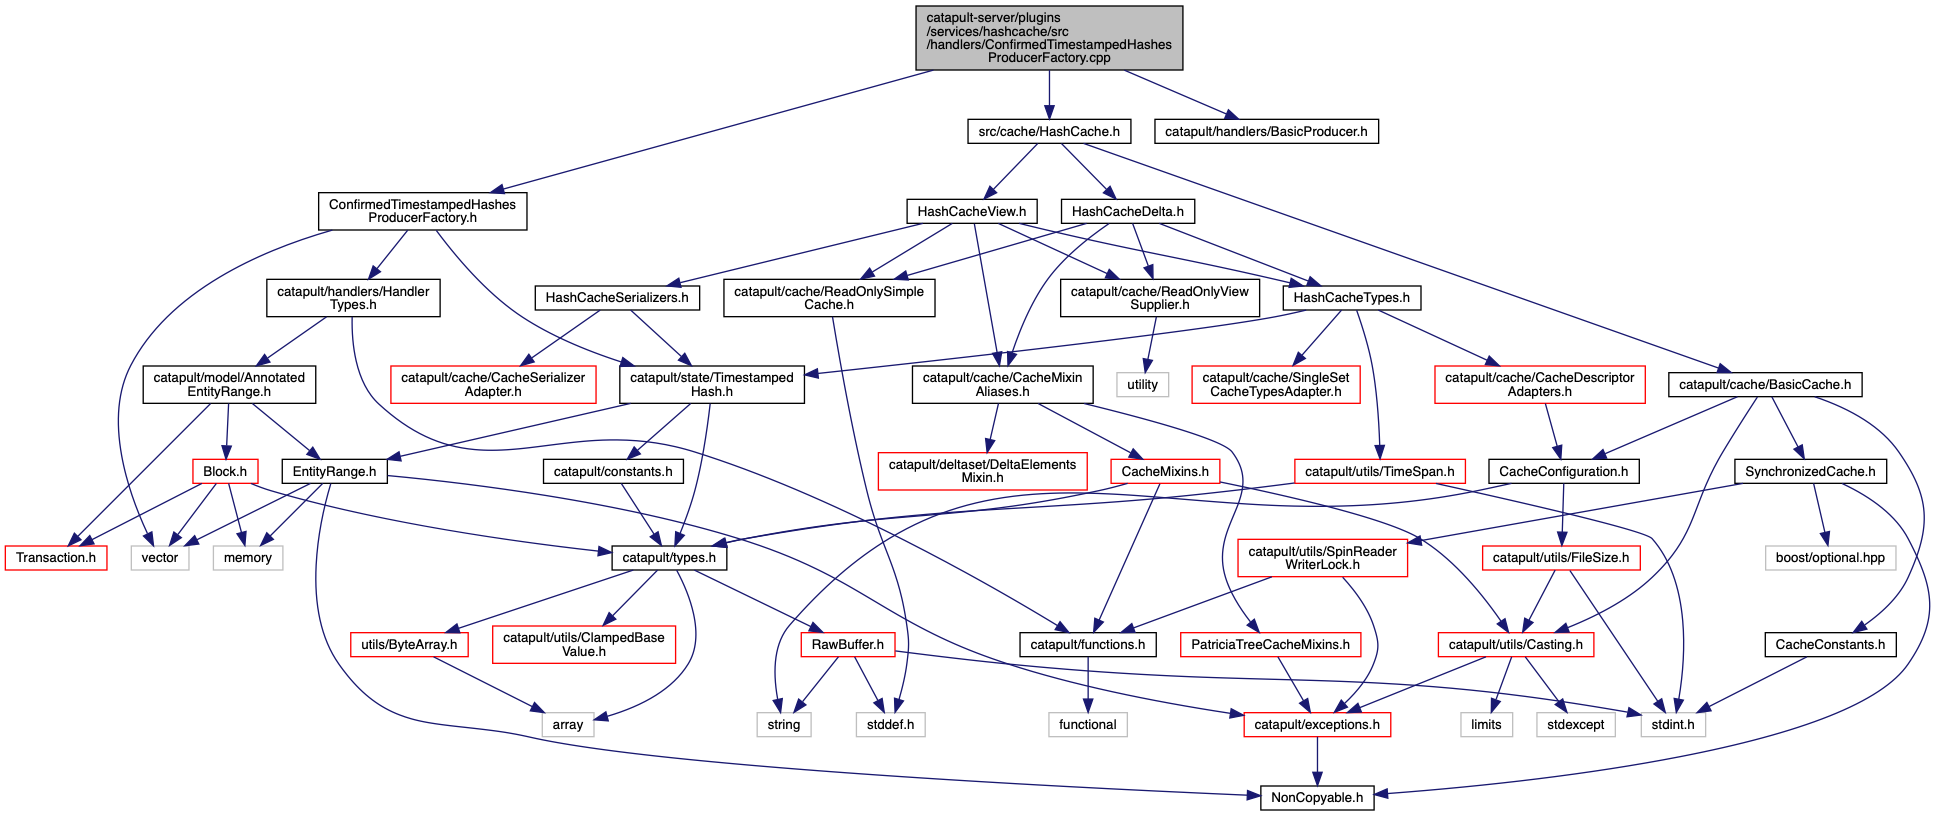 catapult-server/plugins
/services/hashcache/src
/handlers/ConfirmedTimestampedHashes
ProducerFactory.cpp
src/cache/HashCache.h
catapult/handlers/BasicProducer.h
ConfirmedTimestampedHashes
ProducerFactory.h
HashCacheView.h
HashCacheDelta.h
catapult/handlers/Handler
Types.h
HashCacheSerializers.h
catapult/cache/ReadOnlySimple
Cache.h
catapult/cache/ReadOnlyView
Supplier.h
HashCacheTypes.h
catapult/model/Annotated
EntityRange.h
catapult/cache/CacheSerializer
Adapter.h
catapult/state/Timestamped
Hash.h
catapult/cache/CacheMixin
Aliases.h
utility
catapult/cache/SingleSet
CacheTypesAdapter.h
catapult/cache/CacheDescriptor
Adapters.h
catapult/cache/BasicCache.h
Block.h
EntityRange.h
catapult/constants.h
catapult/deltaset/DeltaElements
Mixin.h
CacheMixins.h
catapult/utils/TimeSpan.h
CacheConfiguration.h
SynchronizedCache.h
Transaction.h
vector
memory
catapult/types.h
catapult/utils/SpinReader
WriterLock.h
catapult/utils/FileSize.h
boost/optional.hpp
utils/ByteArray.h
catapult/utils/ClampedBase
Value.h
RawBuffer.h
catapult/functions.h
PatriciaTreeCacheMixins.h
catapult/utils/Casting.h
CacheConstants.h
array
string
stddef.h
functional
catapult/exceptions.h
limits
stdexcept
stdint.h
NonCopyable.h